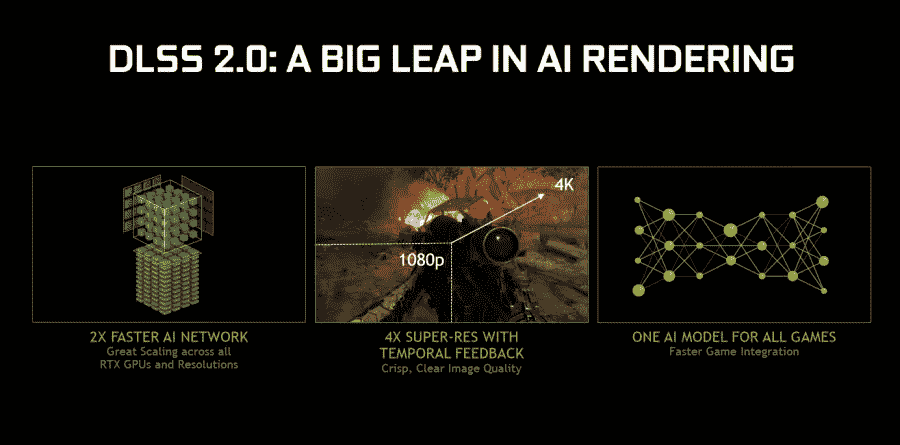 DLSS 2.0: A BIG LEAP IN AI RENDERING
4K
1080p
2X FASTER AI NETWORK
Great Scaling across all
RTX GPUs and Resolutions
4X SUPER-RES WITH
TEMPORAL FEEDBACK
Crisp, Clear Image Quality
ONE AI MODEL FOR ALL GAMES
Faster Game Integration